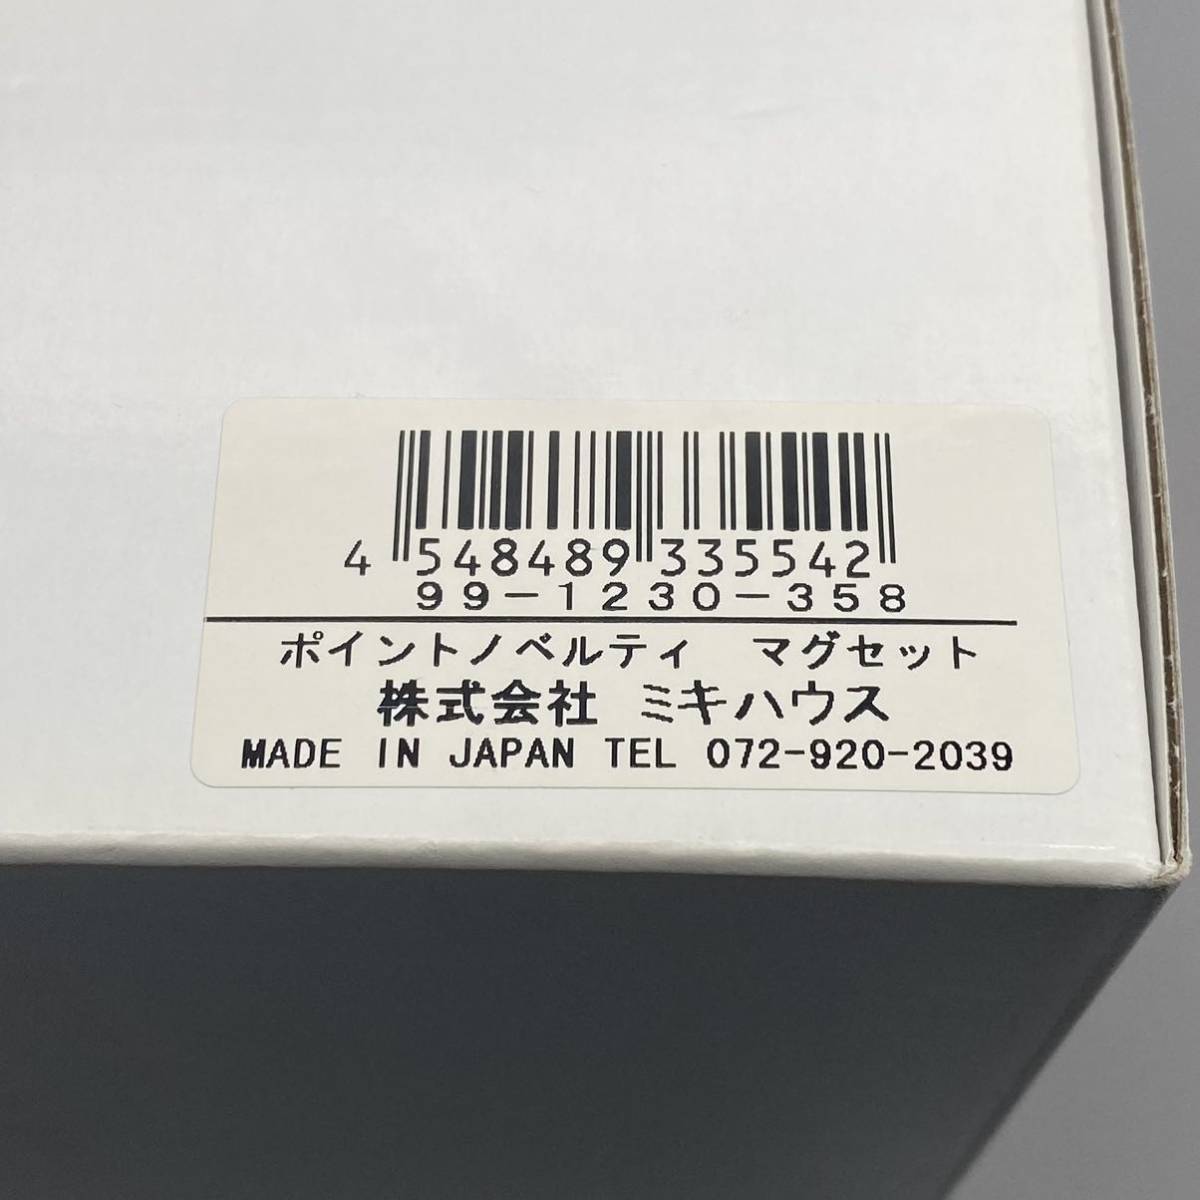 4 548489 335542
99-1230-358
ポイントノベルティ　マグセット
株式会社 ミキハウス
MADE IN JAPAN TEL 072-920-2039